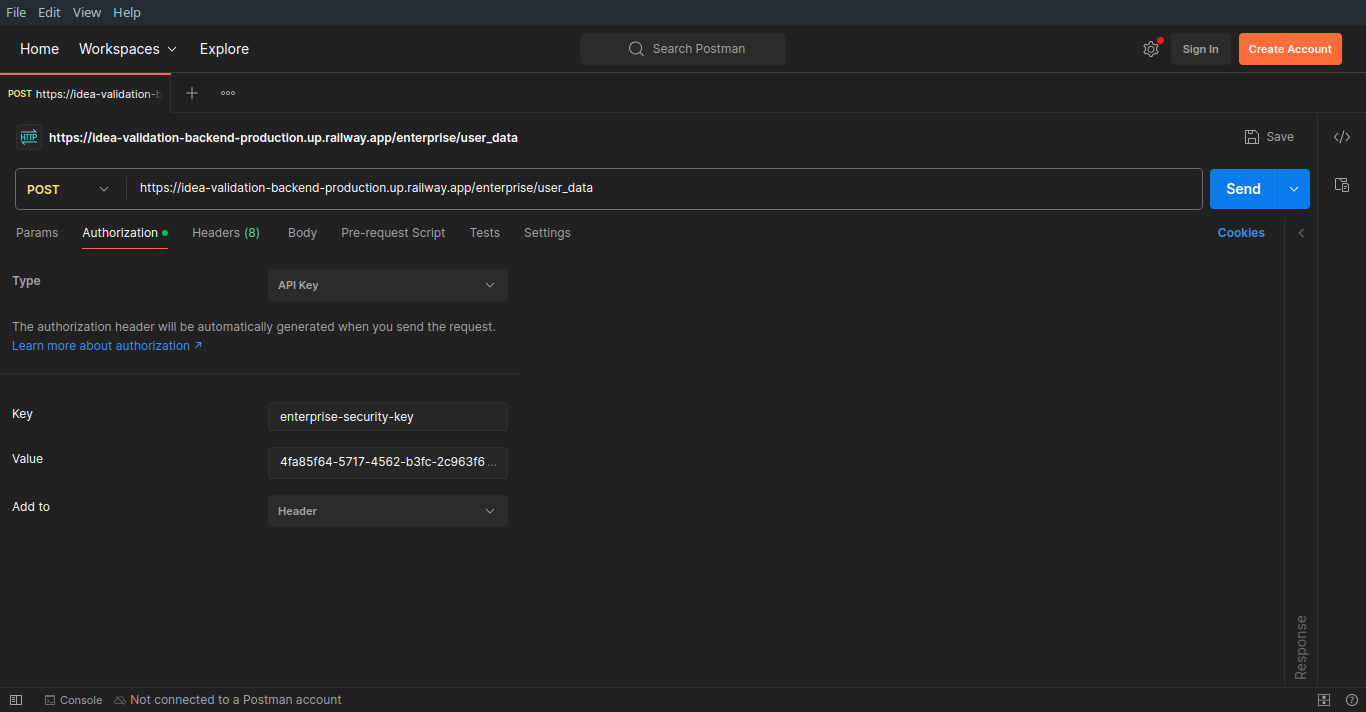 File Edit View Help
Home Workspaces Explore Search Postman Sign In Create Account
POST https://idea-validation-b
HTTP https://idea-validation-backend-production.up.railway.app/enterprise/user_data Save
POST https://idea-validation-backend-production.up.railway.app/enterprise/user_data Send
Params Authorization Headers (8) Body Pre-request Script Tests Settings Cookies
Type API Key
The authorization header will be automatically generated when you send the request.
Learn more about authorization ↗
Key enterprise-security-key
Value 4fa85f64-5717-4562-b3fc-2c963f6 ...
Add to Header
Response
Console Not connected to a Postman account